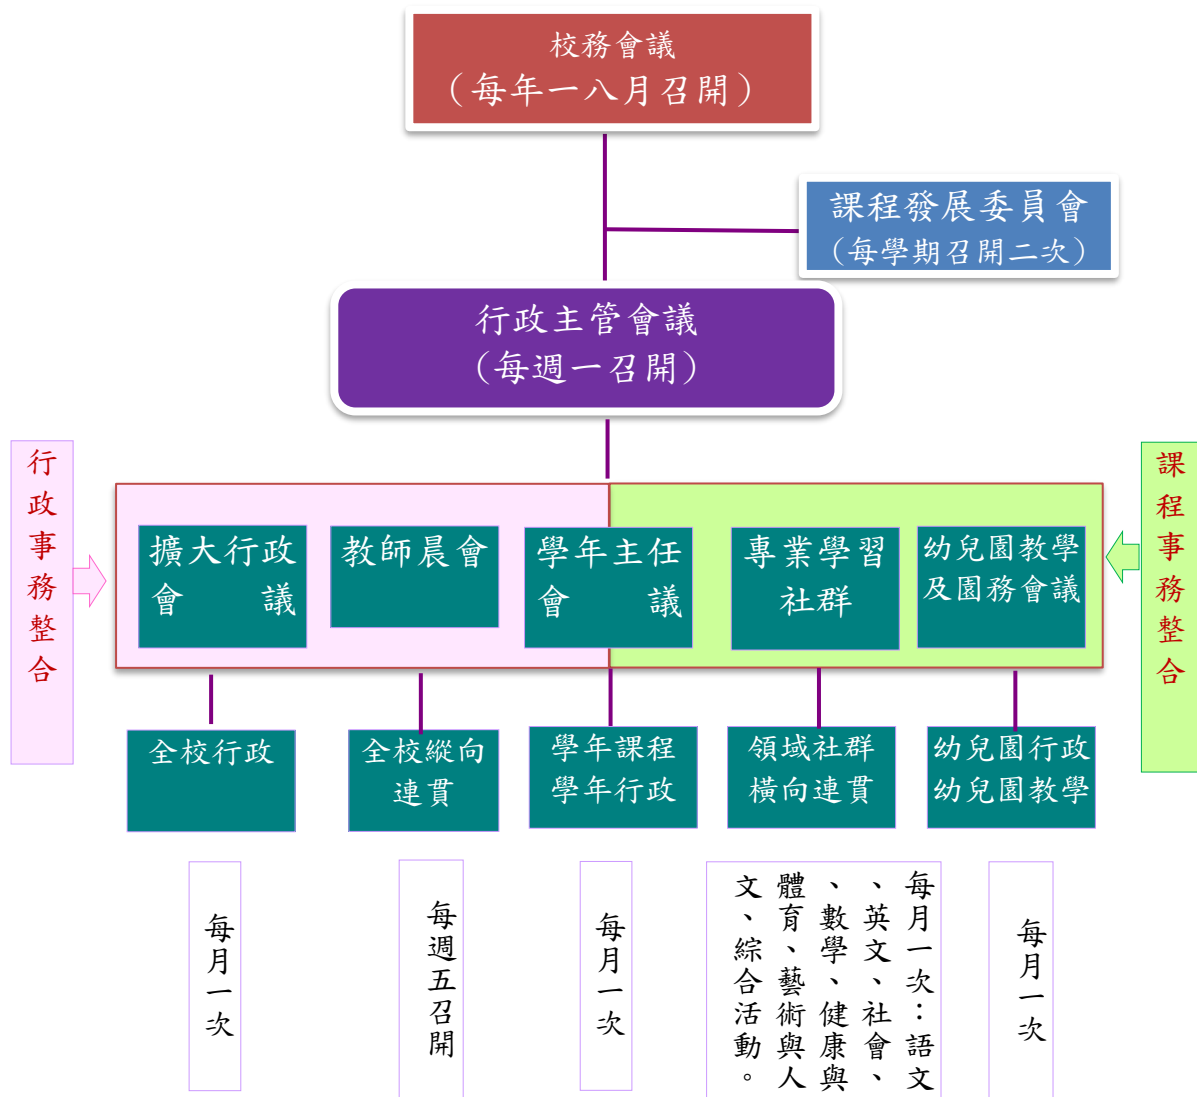 校務會議
（每年一八月召開）
課程發展委員會
（每學期召開二次）
行政主管會議
（每週一召開）
行政事務整合
課程事務整合
擴大行政
會議
教師晨會
學年主任
會議
專業學習
社群
幼兒園教學
及園務會議
全校行政
全校縱向
連貫
學年課程
學年行政
領域社群
橫向連貫
幼兒園行政
幼兒園教學
每月一次
每週五召開
每月一次
每月一次：語文
、英文、社會、
、數學、健康與
體育、藝術與人
文、綜合活動。
每月一次